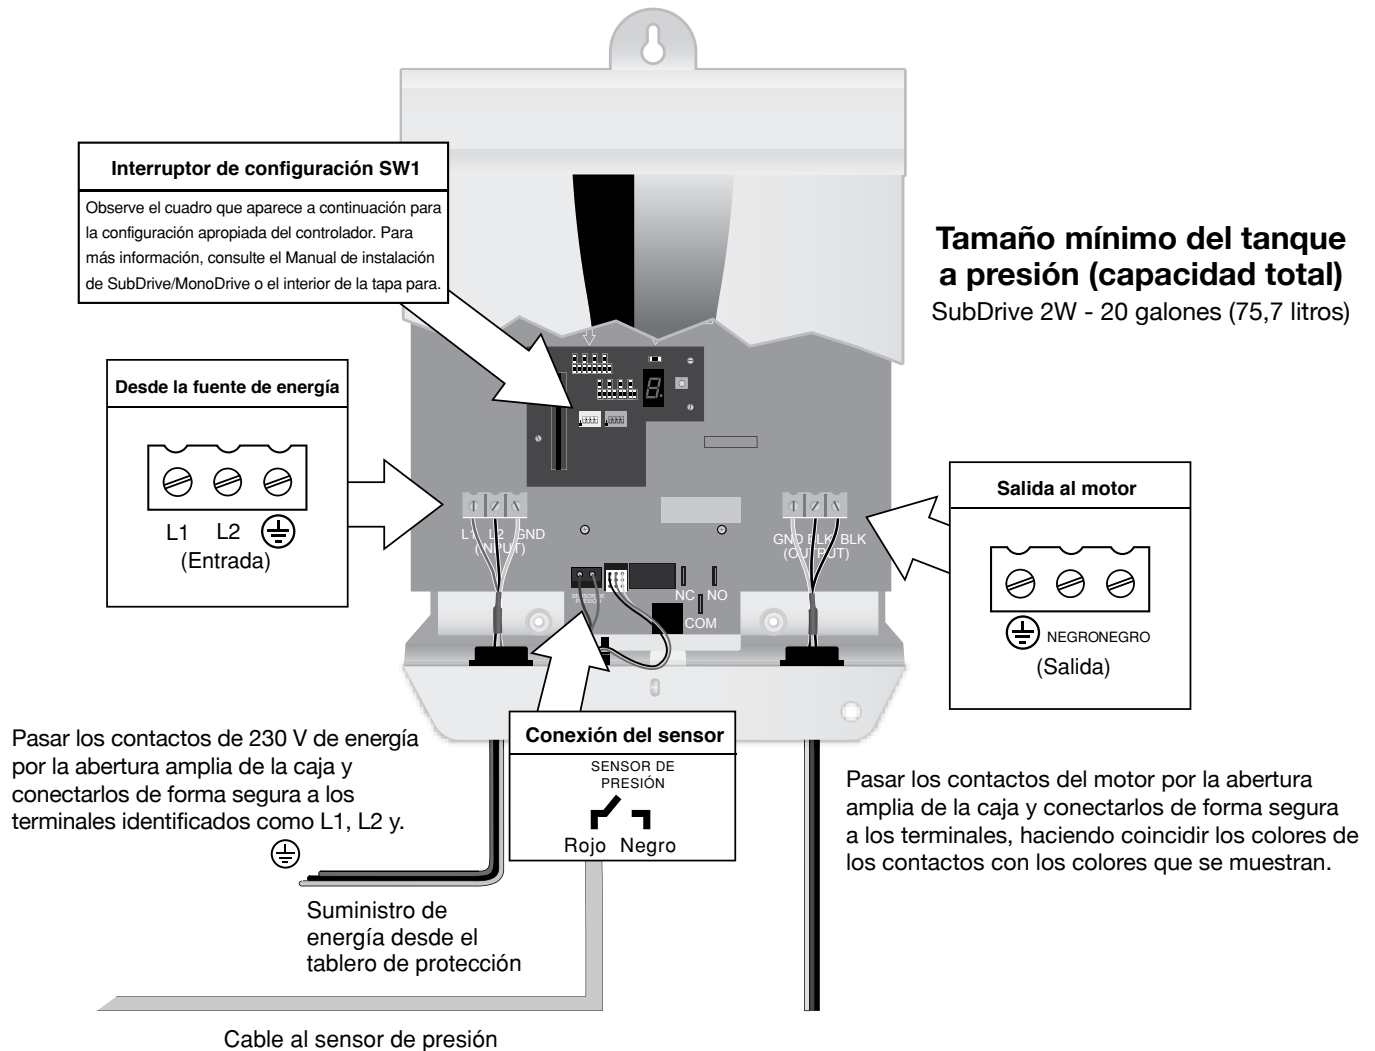 Interruptor de configuración SW1
Observe el cuadro que aparece a continuación para
la configuración apropiada del controlador. Para
más información, consulte el Manual de instalación
de SubDrive/MonoDrive o el interior de la tapa para.
Tamaño mínimo del tanque
a presión (capacidad total)
SubDrive 2W - 20 galones (75,7 litros)
Desde la fuente de energía
L1 L2
(Entrada)
L1 L2 GND
(INPUT)
GND BLK BLK
(OUTPUT)
SENSOR DE
PRESIÓN
NC NO
COM
Salida al motor
NEGRONEGRO
(Salida)
Conexión del sensor
SENSOR DE
PRESIÓN
Rojo Negro
Pasar los contactos de 230 V de energía
por la abertura amplia de la caja y
conectarlos de forma segura a los
terminales identificados como L1, L2 y.
Pasar los contactos del motor por la abertura
amplia de la caja y conectarlos de forma segura
a los terminales, haciendo coincidir los colores de
los contactos con los colores que se muestran.
Suministro de
energía desde el
tablero de protección
Cable al sensor de presión